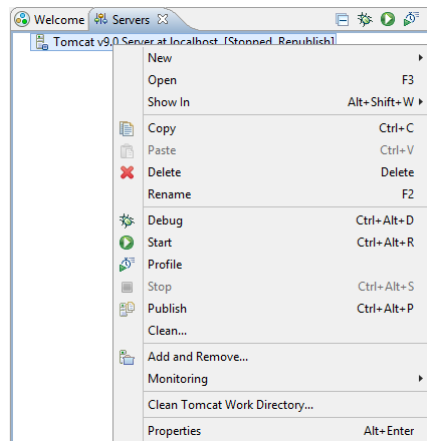 Welcome Servers
Tomcat v9.0 Server at localhost [Stopped, Republish]
New
Open F3
Show In Alt+Shift+W
Copy Ctrl+C
Paste Ctrl+V
Delete Delete
Rename F2
Debug Ctrl+Alt+D
Start Ctrl+Alt+R
Profile
Stop Ctrl+Alt+S
Publish Ctrl+Alt+P
Clean...
Add and Remove...
Monitoring
Clean Tomcat Work Directory...
Properties Alt+Enter